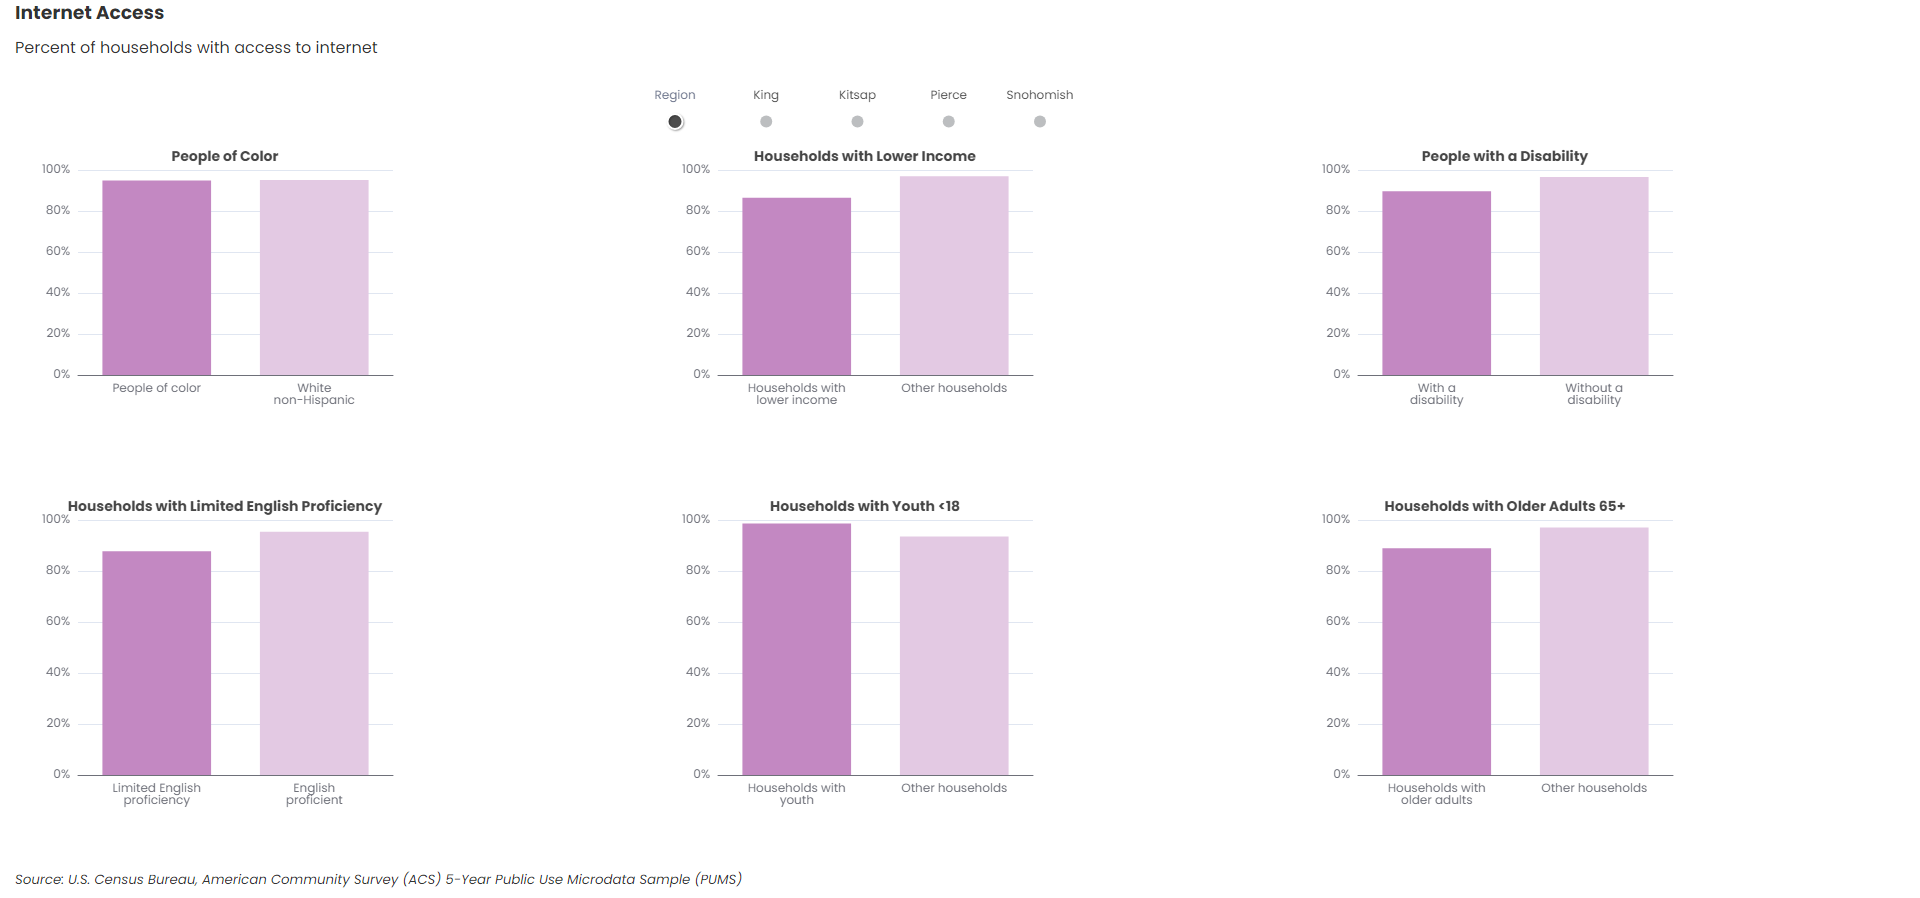 Internet Access
Percent of households with access to internet
Region King Kitsap Pierce Snohomish
People of Color
100%
80%
60%
40%
20%
0%
People of color
White
non-Hispanic
Households with Lower Income
100%
80%
60%
40%
20%
0%
Households with
lower income
Other households
People with a Disability
100%
80%
60%
40%
20%
0%
With a
disability
Without a
disability
Households with Limited English Proficiency
100%
80%
60%
40%
20%
0%
Limited English
proficiency
English
proficient
Households with Youth <18
100%
80%
60%
40%
20%
0%
Households with
youth
Other households
Households with Older Adults 65+
100%
80%
60%
40%
20%
0%
Households with
older adults
Other households
Source: U.S. Census Bureau, American Community Survey (ACS) 5-Year Public Use Microdata Sample (PUMS)